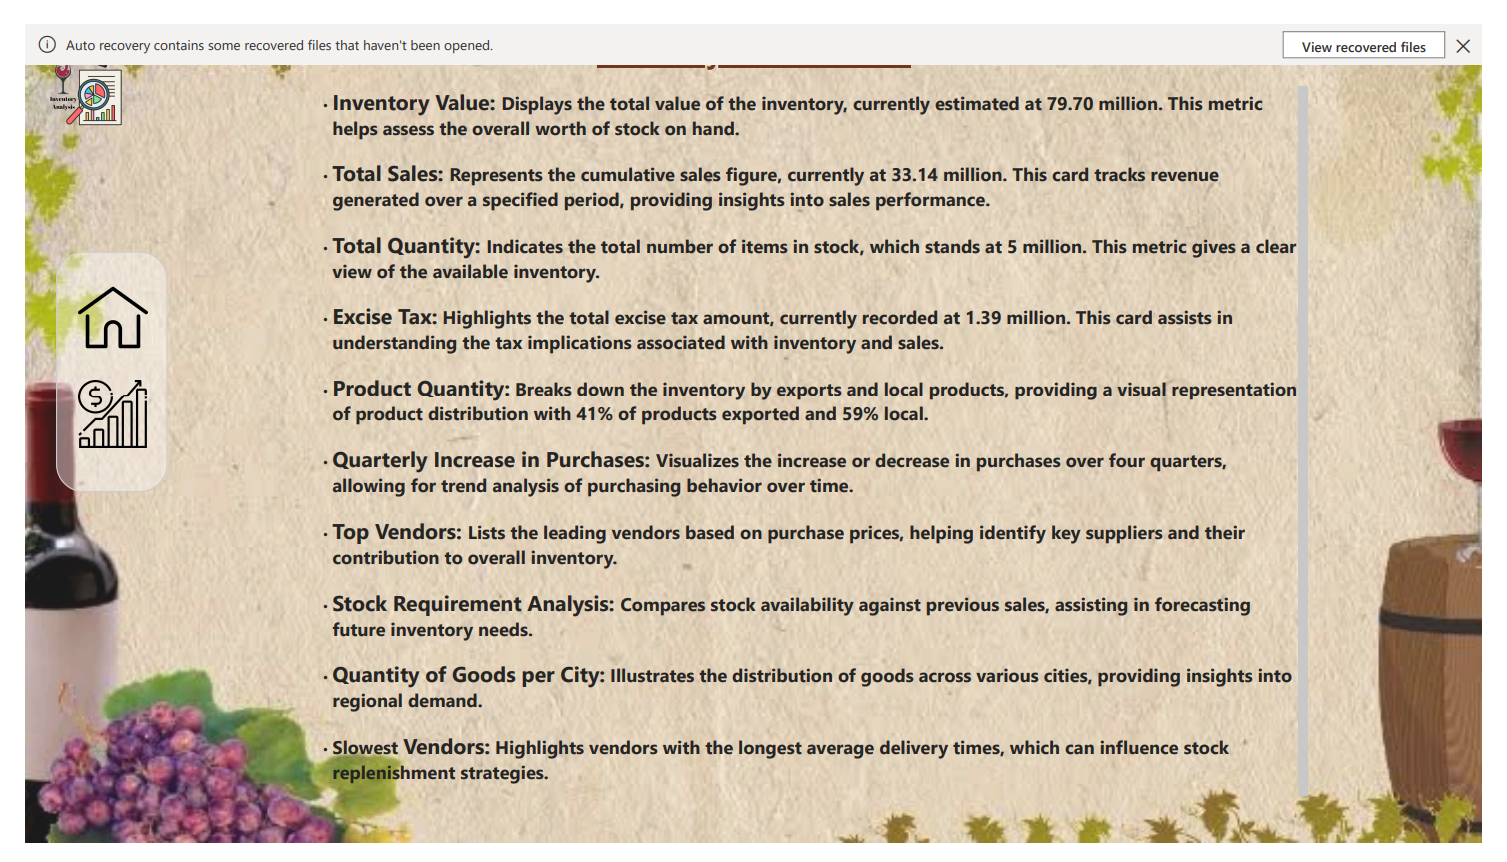 Auto recovery contains some recovered files that haven't been opened.
View recovered files
Inventory
Analysis
· Inventory Value: Displays the total value of the inventory, currently estimated at 79.70 million. This metric
helps assess the overall worth of stock on hand.
· Total Sales: Represents the cumulative sales figure, currently at 33.14 million. This card tracks revenue
generated over a specified period, providing insights into sales performance.
· Total Quantity: Indicates the total number of items in stock, which stands at 5 million. This metric gives a clear
view of the available inventory.
· Excise Tax: Highlights the total excise tax amount, currently recorded at 1.39 million. This card assists in
understanding the tax implications associated with inventory and sales.
· Product Quantity: Breaks down the inventory by exports and local products, providing a visual representation
of product distribution with 41% of products exported and 59% local.
· Quarterly Increase in Purchases: Visualizes the increase or decrease in purchases over four quarters,
allowing for trend analysis of purchasing behavior over time.
· Top Vendors: Lists the leading vendors based on purchase prices, helping identify key suppliers and their
contribution to overall inventory.
· Stock Requirement Analysis: Compares stock availability against previous sales, assisting in forecasting
future inventory needs.
· Quantity of Goods per City: Illustrates the distribution of goods across various cities, providing insights into
regional demand.
· Slowest Vendors: Highlights vendors with the longest average delivery times, which can influence stock
replenishment strategies.